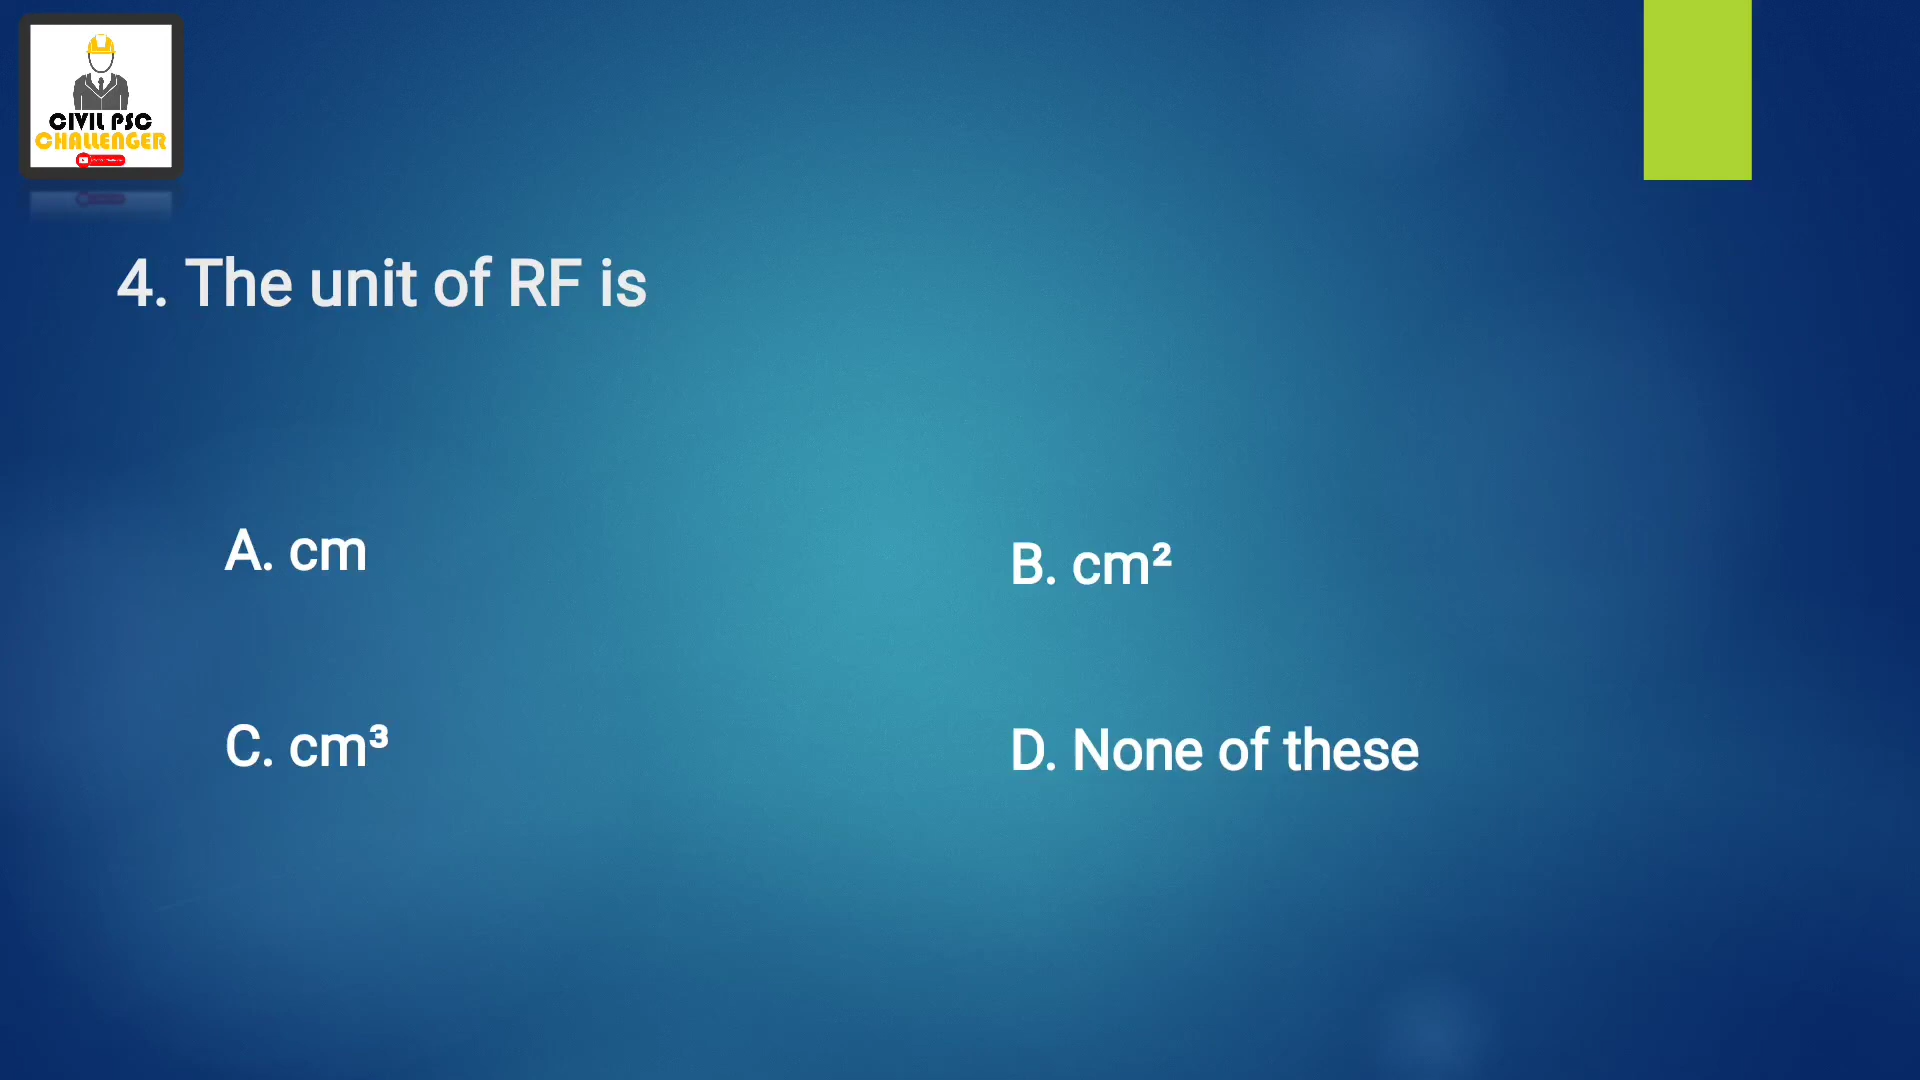 CIVIL PSC
CHALLENGER
4. The unit of RF is
A. cm
B. cm²
C. cm³
D. None of these